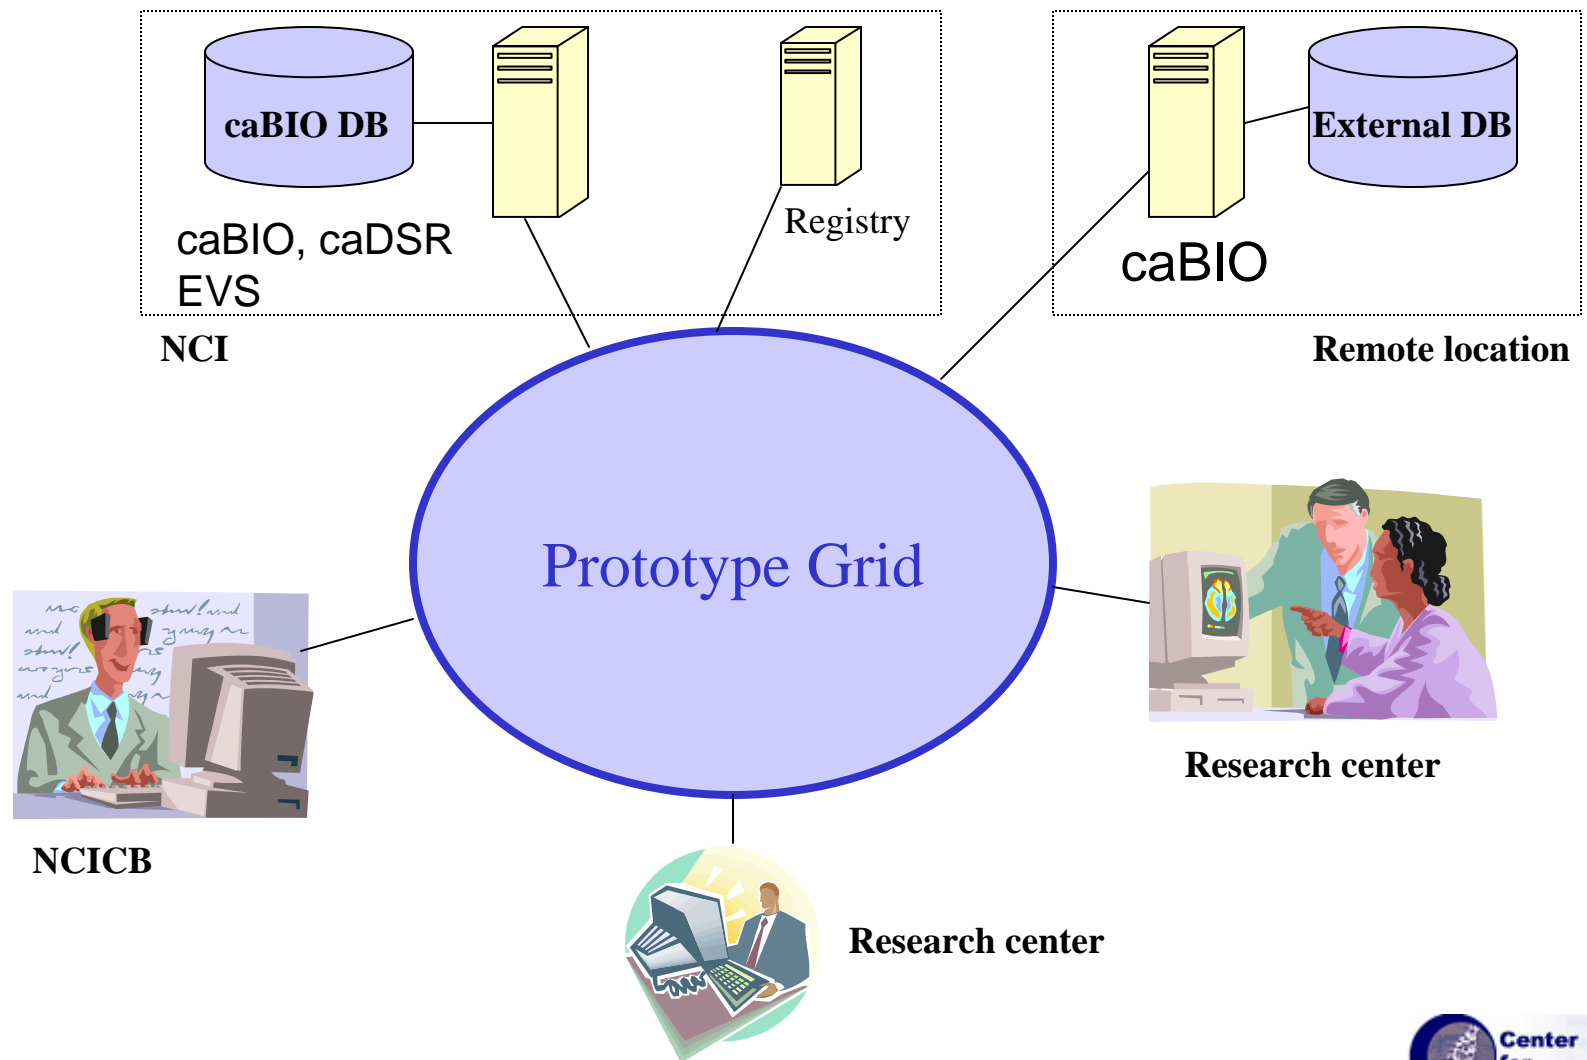 caBIO DB
External DB
Registry
caBIO, caDSR
EVS
caBIO
NCI
Remote location
Prototype Grid
Research center
NCICB
Research center
Center